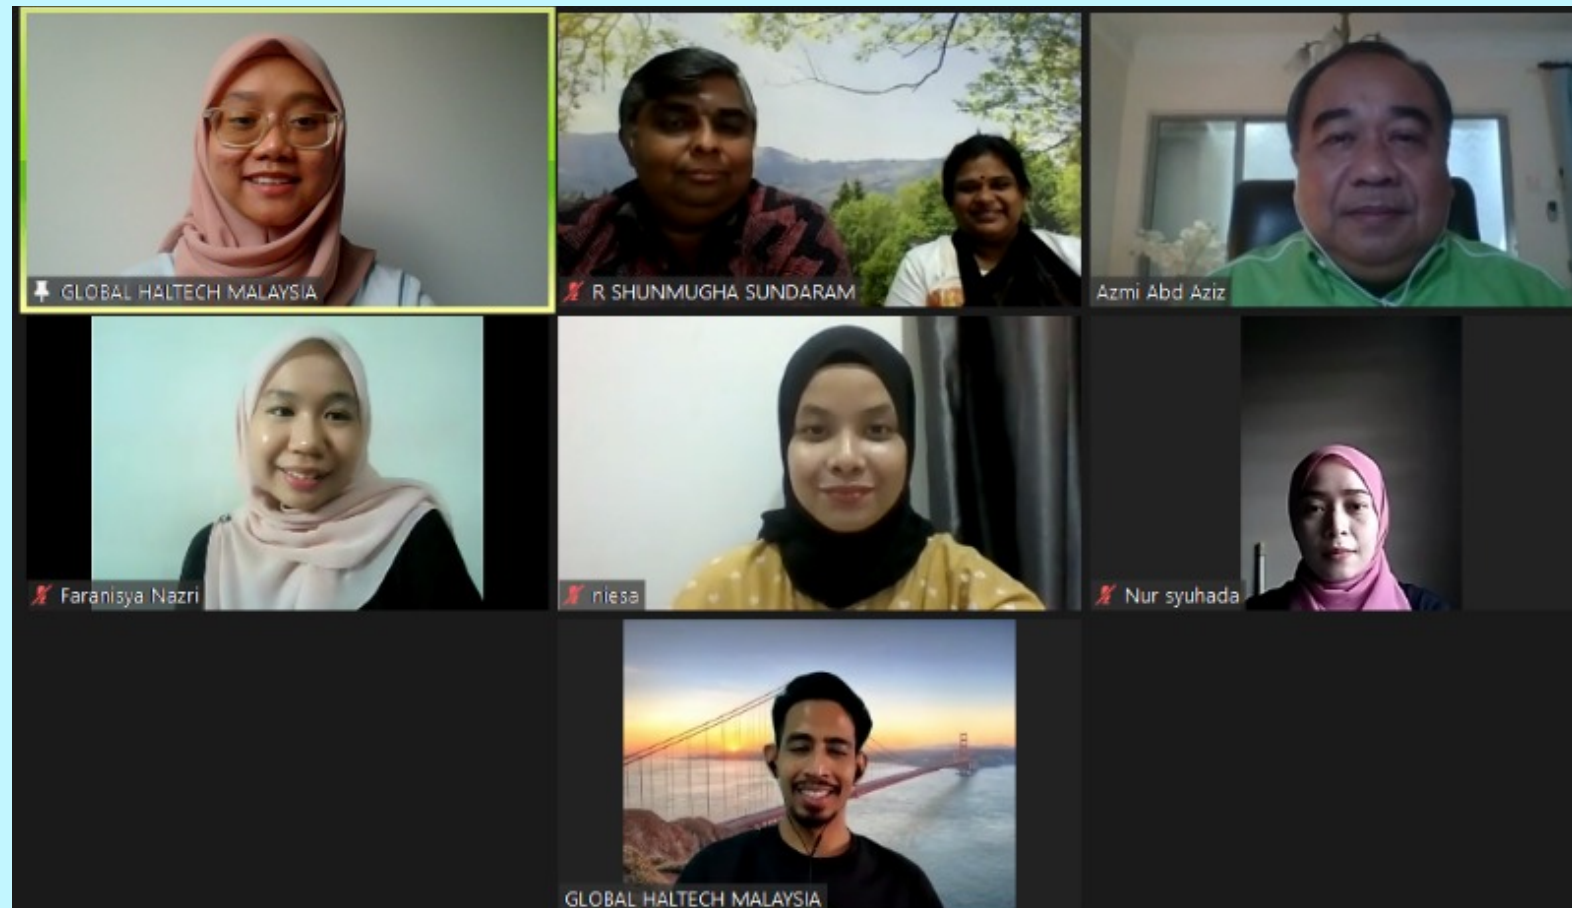 GLOBAL HALTECH MALAYSIA
R SHUNMUGHA SUNDARAM
Azmi Abd Aziz
Faranisya Nazri
niesa
Nur syuhada
GLOBAL HALTECH MALAYSIA